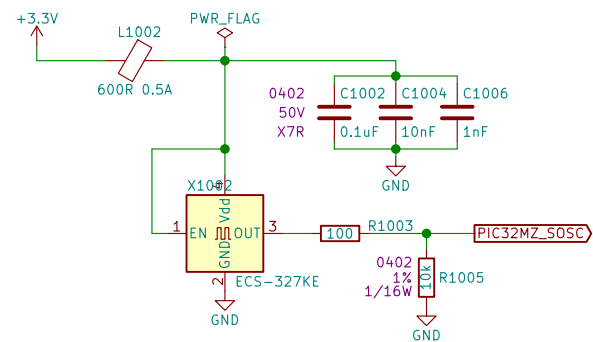 +3.3V
PWR_FLAG
L1002
600R 0.5A
0402
50V
X7R
C1002
0.1uF
C1004
10nF
C1006
1nF
GND
X1002
4
Vdd
1
EN
OUT
3
GND
2
ECS-327KE
GND
100
R1003
PIC32MZ_SOSC
0402
1%
1/16W
10k
R1005
GND